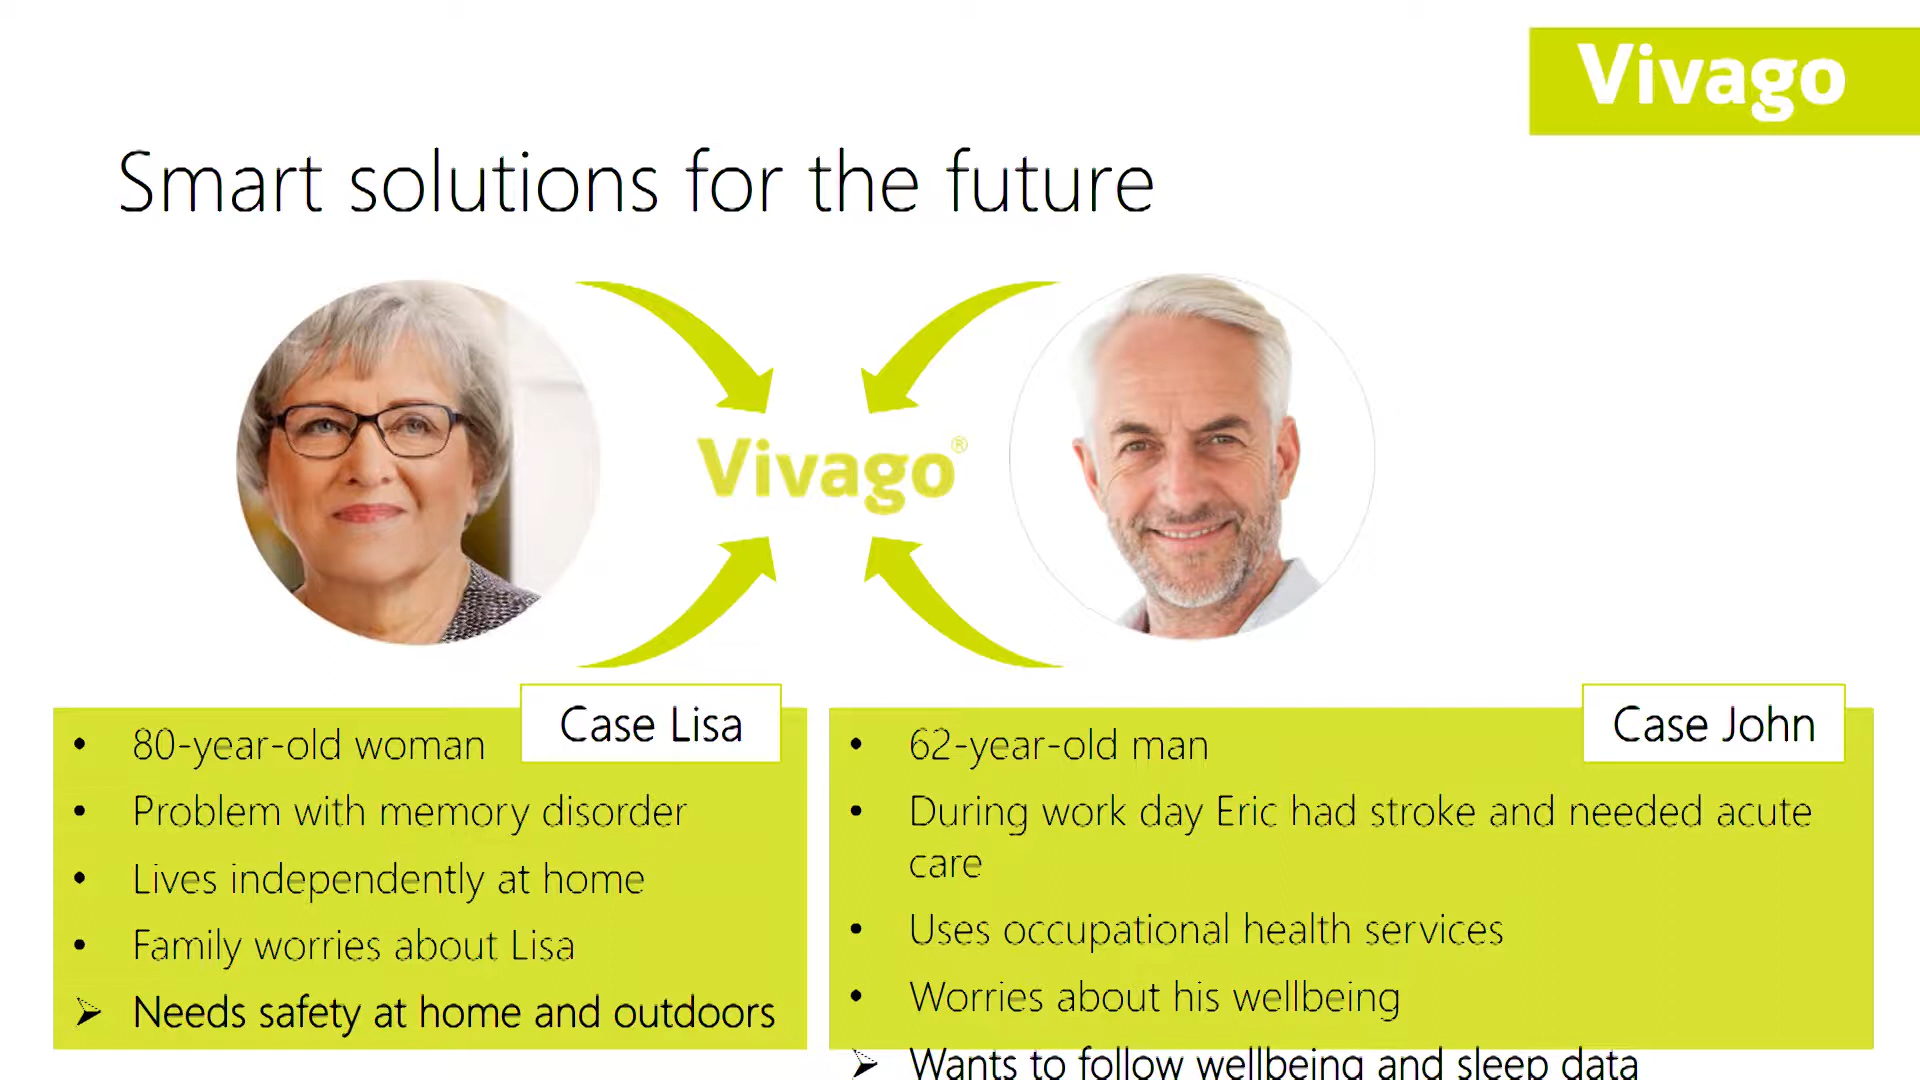 Vivago
Smart solutions for the future
Vivago®
Case Lisa
• 80-year-old woman
• Problem with memory disorder
• Lives independently at home
• Family worries about Lisa
➢ Needs safety at home and outdoors
Case John
• 62-year-old man
• During work day Eric had stroke and needed acute
care
• Uses occupational health services
• Worries about his wellbeing
➢ Wants to follow wellbeing and sleep data